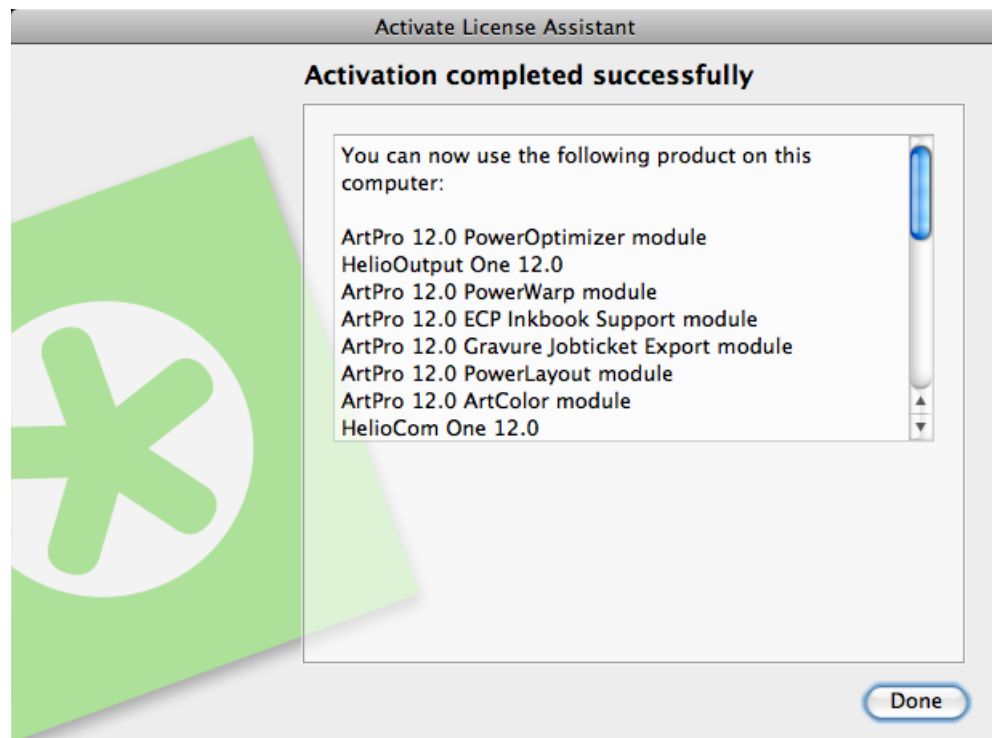 Activate License Assistant
Activation completed successfully
You can now use the following product on this
computer:
ArtPro 12.0 PowerOptimizer module
HelioOutput One 12.0
ArtPro 12.0 PowerWarp module
ArtPro 12.0 ECP Inkbook Support module
ArtPro 12.0 Gravure Jobticket Export module
ArtPro 12.0 PowerLayout module
ArtPro 12.0 ArtColor module
HelioCom One 12.0
Done